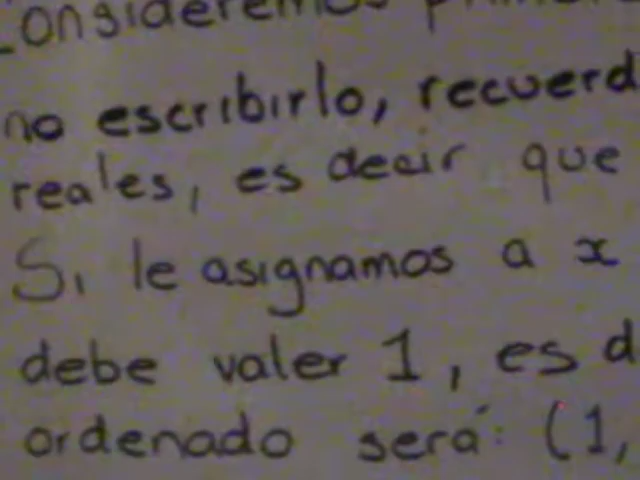 Consideremos
no escribirlo, recuerd
reales, es decir que
Si le asignamos a x
debe valer 1, es d
ordenado será: (1,